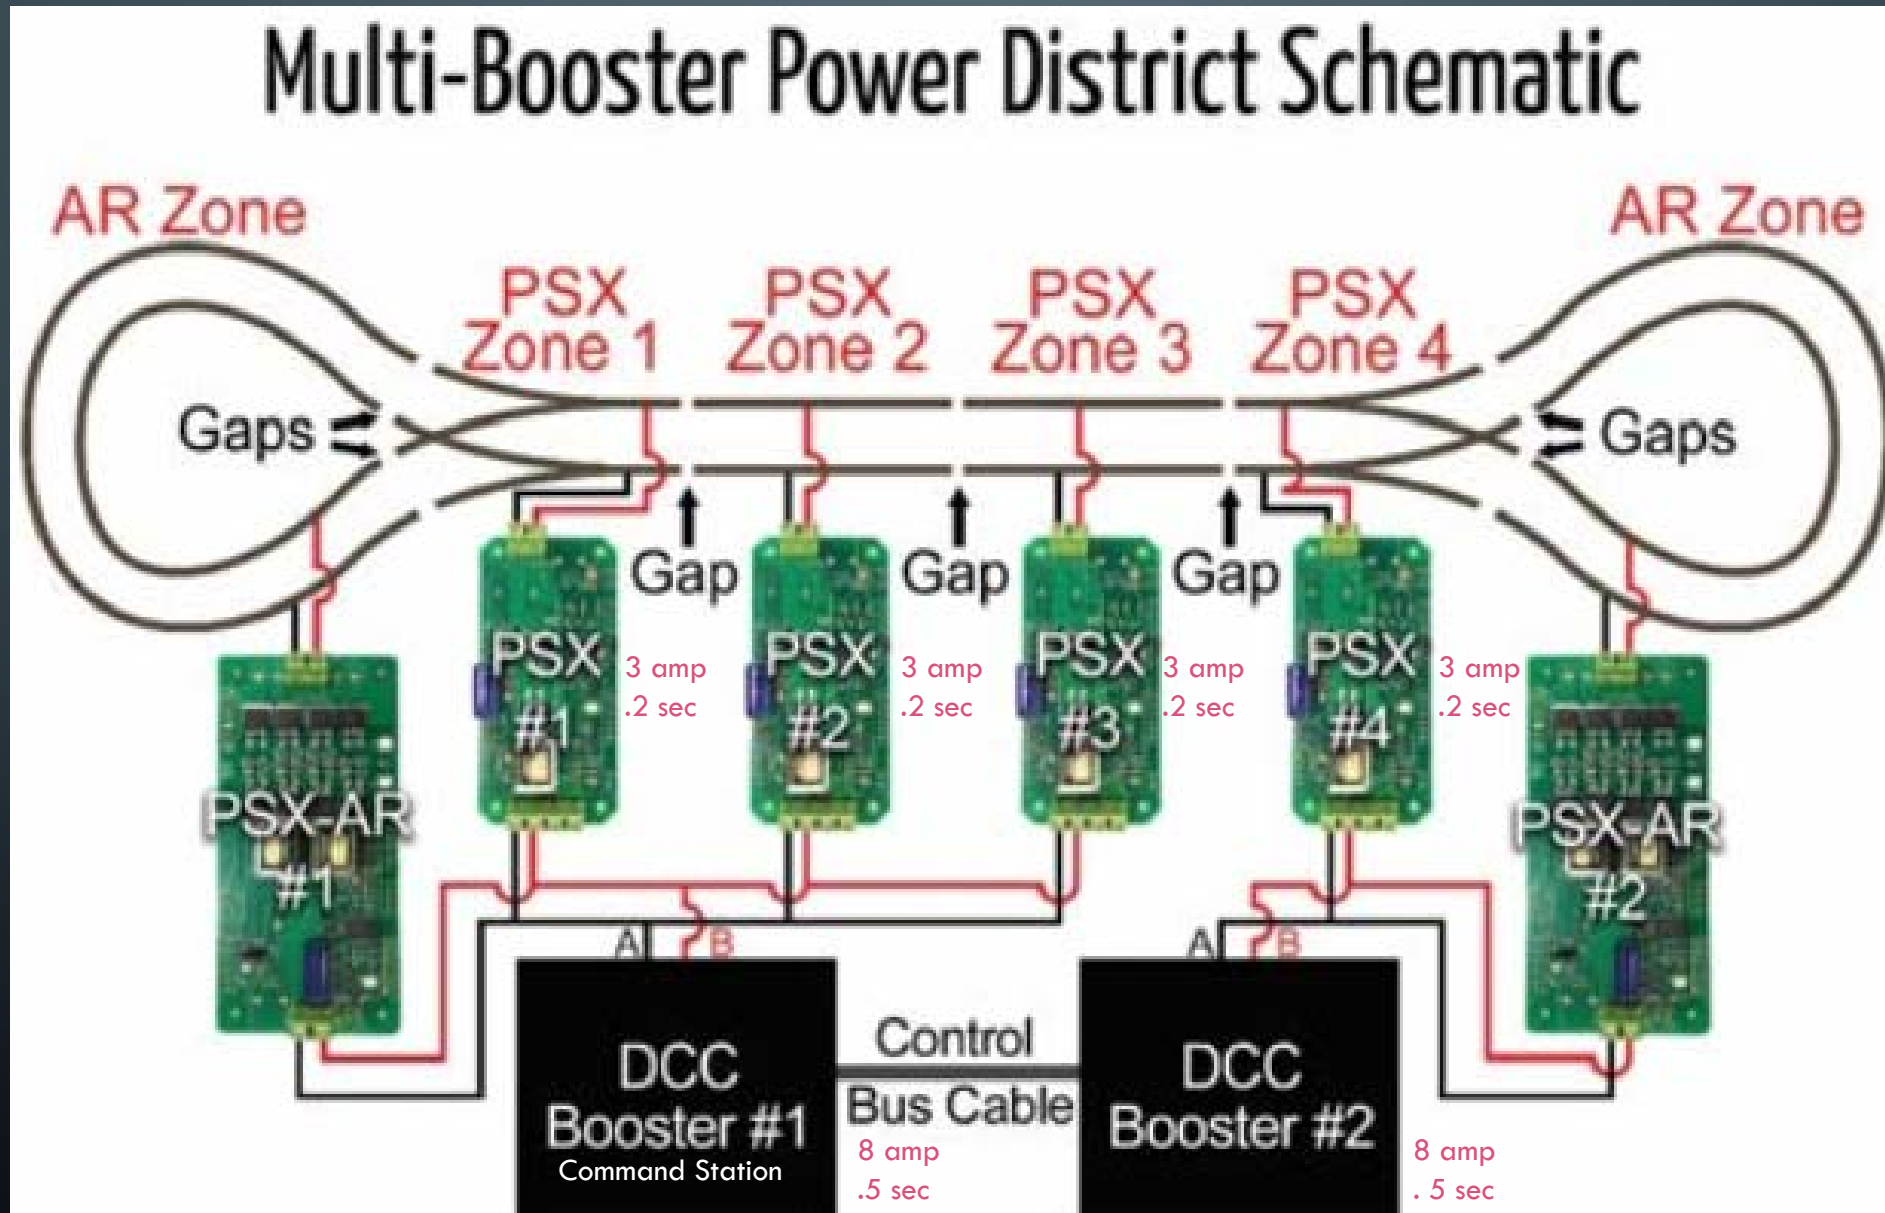 Multi-Booster Power District Schematic
AR Zone
AR Zone
PSX
Zone 1
PSX
Zone 2
PSX
Zone 3
PSX
Zone 4
Gaps
Gaps
Gap
Gap
Gap
PSX
#1
3 amp
.2 sec
PSX
#2
3 amp
.2 sec
PSX
#3
3 amp
.2 sec
PSX
#4
3 amp
.2 sec
PSX-AR
#1
PSX-AR
#2
A
B
A
B
DCC
Booster #1
Command Station
8 amp
.5 sec
Control
Bus Cable
DCC
Booster #2
8 amp
. 5 sec